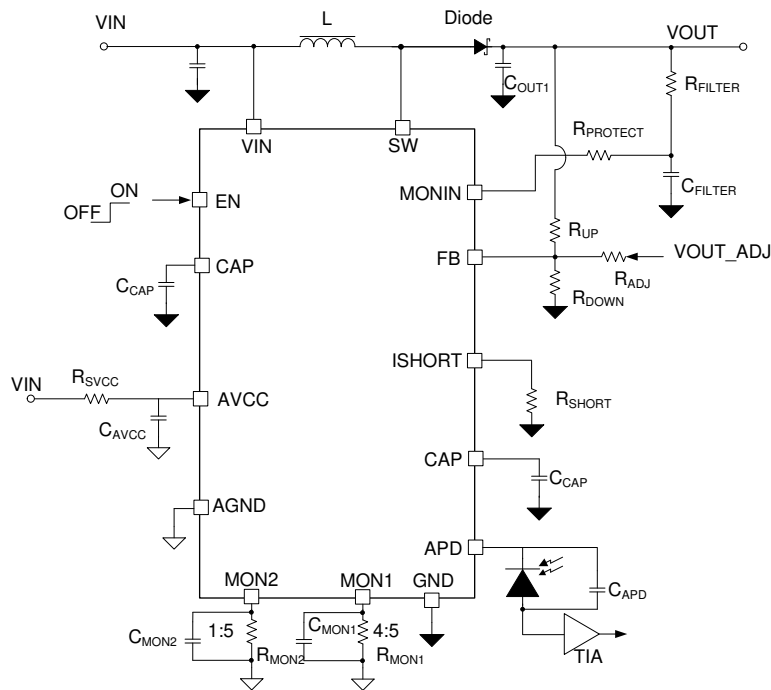 VIN
L
Diode
VOUT
COUT1
RFILTER
VIN
SW
RPROTECT
MONIN
CFILTER
ON
OFF
EN
RUP
FB
VOUT_ADJ
RADJ
RDOWN
CAP
CCAP
ISHORT
RSHORT
VIN
RSVCC
AVCC
CAVCC
CAP
CCAP
AGND
APD
CAPD
TIA
MON2
MON1
GND
CMON2
1:5
RMON2
CMON1
4:5
RMON1